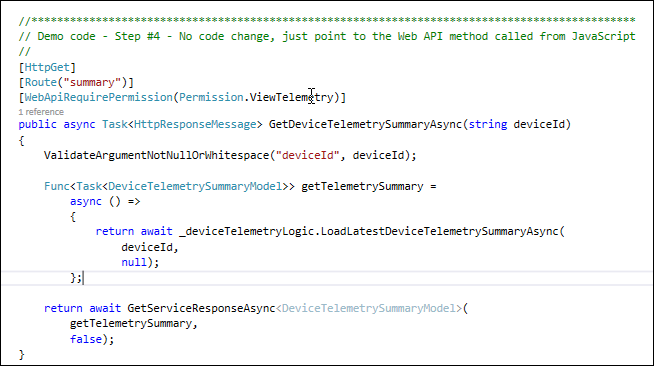 //***********************************************************************************************
// Demo code - Step #4 - No code change, just point to the Web API method called from JavaScript
//
[HttpGet]
[Route("summary")]
[WebApiRequirePermission(Permission.ViewTelemetry)]
1 reference
public async Task<HttpResponseMessage> GetDeviceTelemetrySummaryAsync(string deviceId)
{
    ValidateArgumentNotNullOrWhitespace("deviceId", deviceId);

    Func<Task<DeviceTelemetrySummaryModel>> getTelemetrySummary =
        async () =>
        {
            return await _deviceTelemetryLogic.LoadLatestDeviceTelemetrySummaryAsync(
                deviceId,
                null);
        };

    return await GetServiceResponseAsync<DeviceTelemetrySummaryModel>(
        getTelemetrySummary,
        false);
}